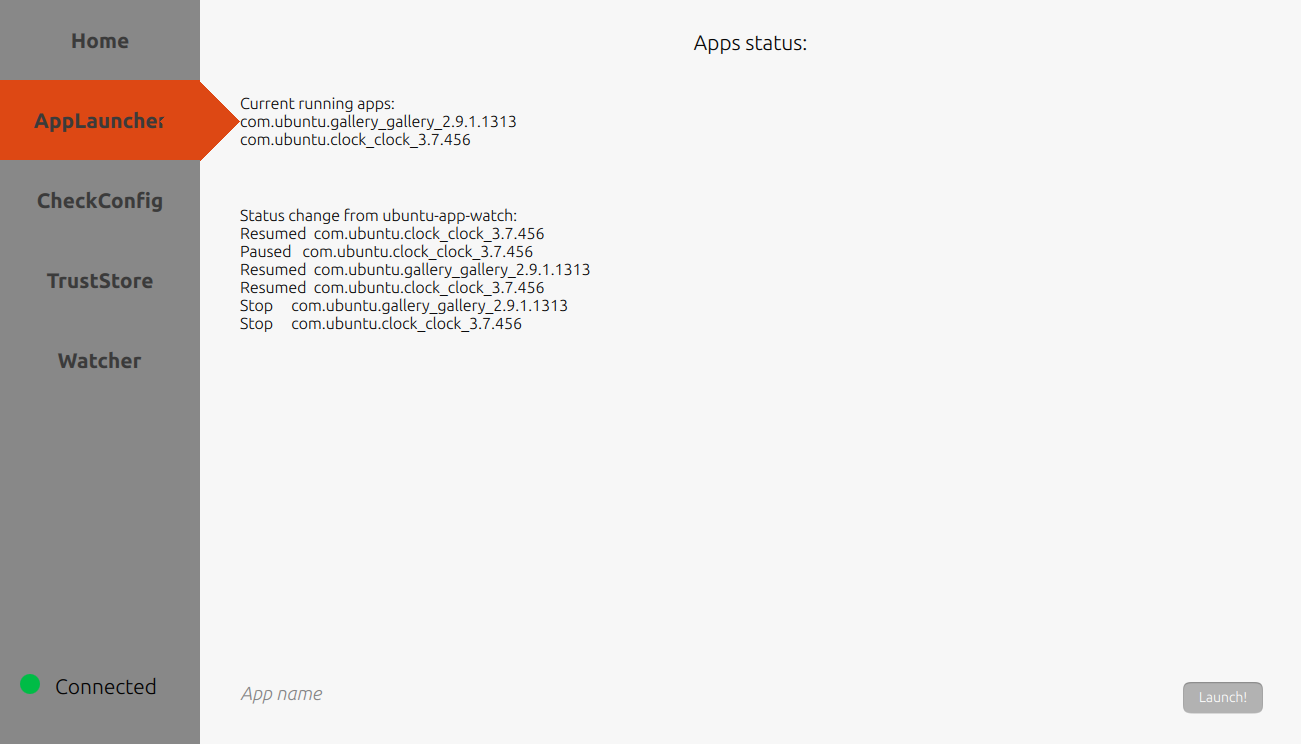 Home
AppLauncher
CheckConfig
TrustStore
Watcher
Connected
Apps status:
Current running apps:
com.ubuntu.gallery_gallery_2.9.1.1313
com.ubuntu.clock_clock_3.7.456
Status change from ubuntu-app-watch:
Resumed com.ubuntu.clock_clock_3.7.456
Paused com.ubuntu.clock_clock_3.7.456
Resumed com.ubuntu.gallery_gallery_2.9.1.1313
Resumed com.ubuntu.clock_clock_3.7.456
Stop com.ubuntu.gallery_gallery_2.9.1.1313
Stop com.ubuntu.clock_clock_3.7.456
App name
Launch!